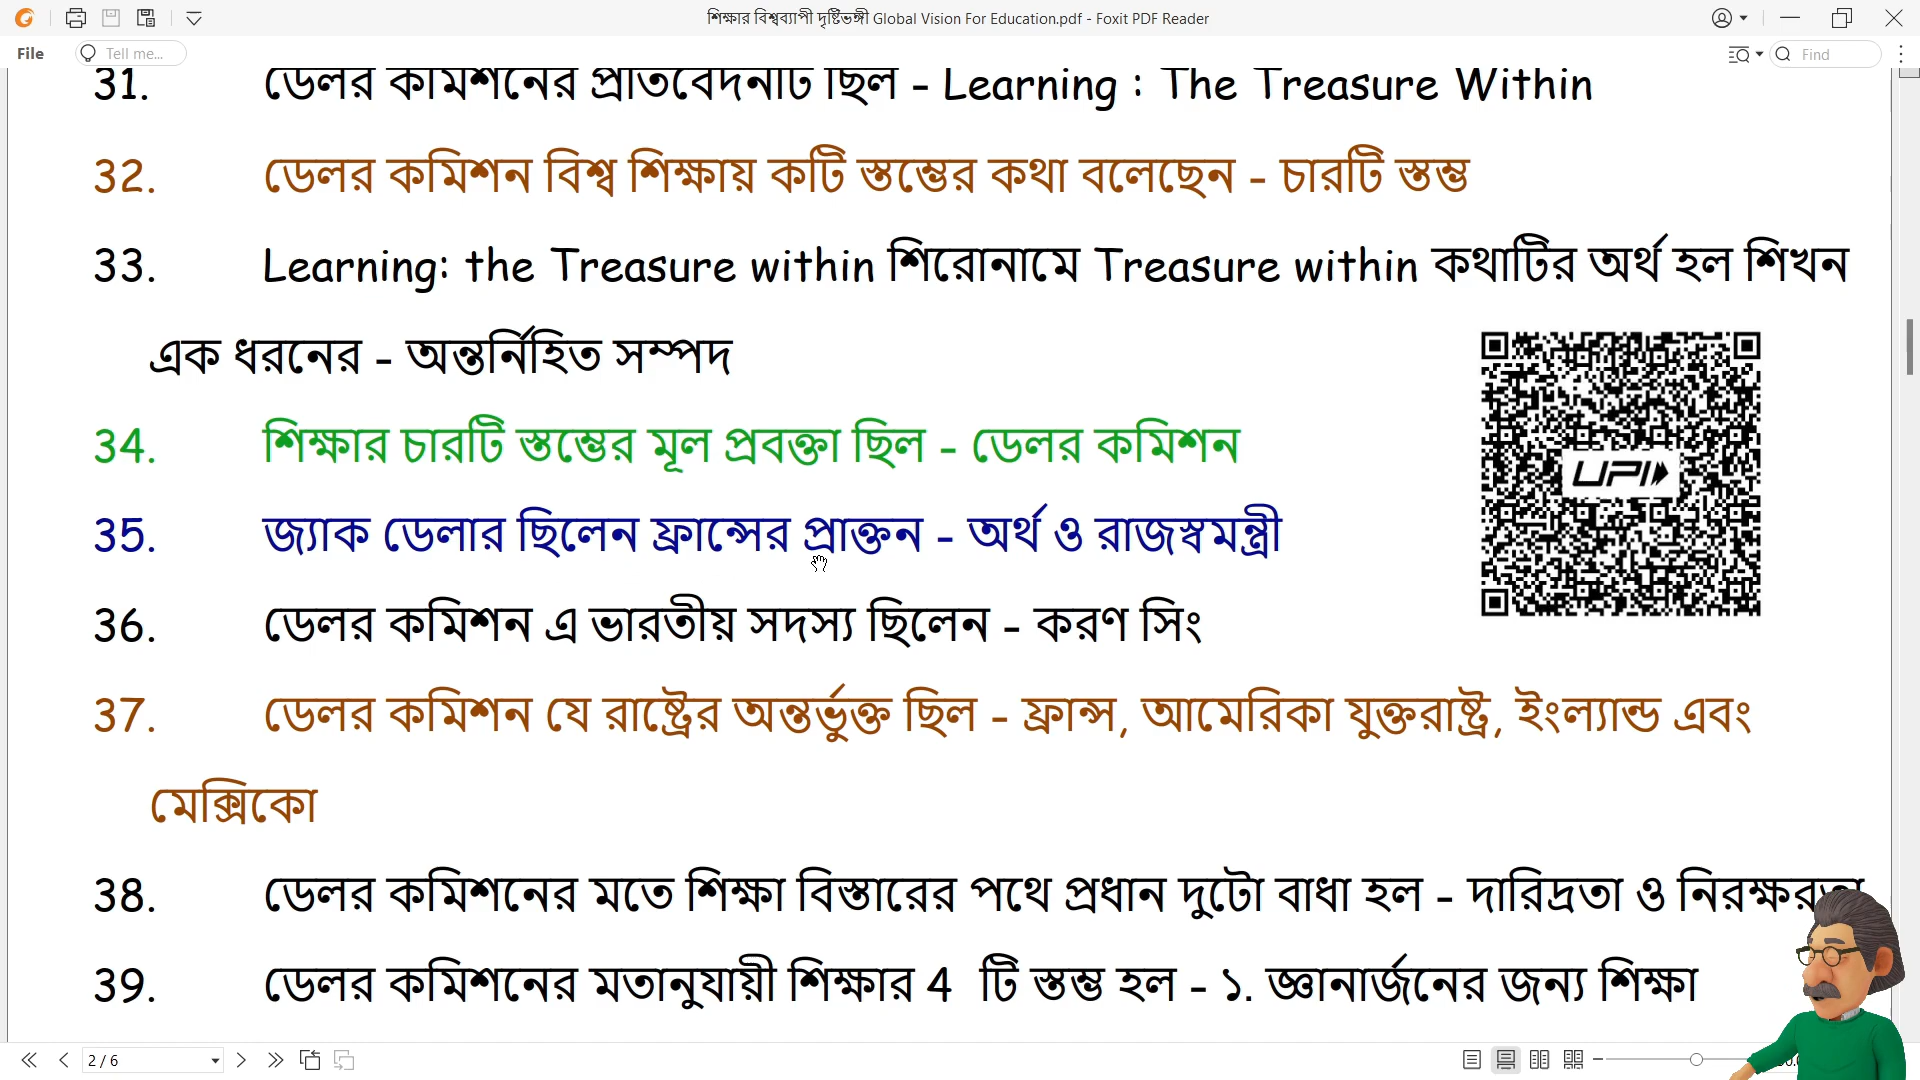 শিক্ষার বিশ্বব্যাপী দৃষ্টিভঙ্গী Global Vision For Education.pdf - Foxit PDF Reader
File Tell me... Find
31. ডেলর কমিশনের প্রতিবেদনটি ছিল - Learning : The Treasure Within
32. ডেলর কমিশন বিশ্ব শিক্ষায় কটি স্তম্ভের কথা বলেছেন - চারটি স্তম্ভ
33. Learning: the Treasure within শিরোনামে Treasure within কথাটির অর্থ হল শিখন
এক ধরনের - অন্তর্নিহিত সম্পদ
UPI
34. শিক্ষার চারটি স্তম্ভের মূল প্রবক্তা ছিল - ডেলর কমিশন
35. জ্যাক ডেলার ছিলেন ফ্রান্সের প্রাক্তন - অর্থ ও রাজস্বমন্ত্রী
36. ডেলর কমিশন এ ভারতীয় সদস্য ছিলেন - করণ সিং
37. ডেলর কমিশন যে রাষ্ট্রের অন্তর্ভুক্ত ছিল - ফ্রান্স, আমেরিকা যুক্তরাষ্ট্র, ইংল্যান্ড এবং
মেক্সিকো
38. ডেলর কমিশনের মতে শিক্ষা বিস্তারের পথে প্রধান দুটো বাধা হল - দারিদ্রতা ও নিরক্ষরতা
39. ডেলর কমিশনের মতানুযায়ী শিক্ষার 4 টি স্তম্ভ হল - ১. জ্ঞানার্জনের জন্য শিক্ষা
2 / 6